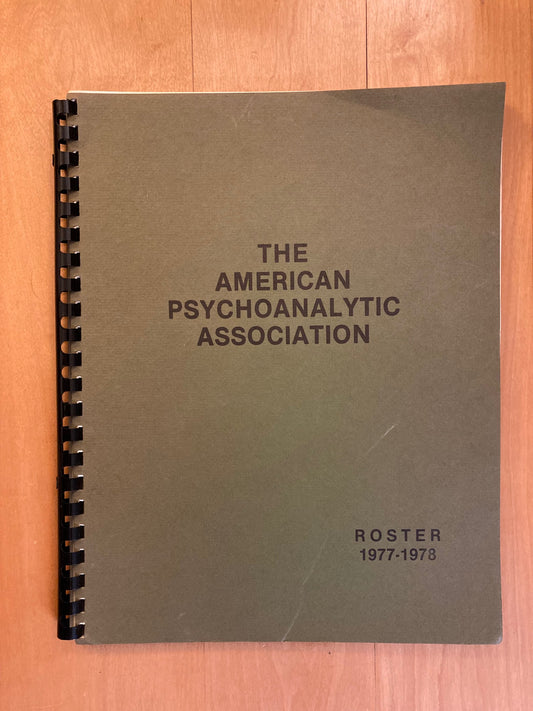 THE
AMERICAN
PSYCHOANALYTIC
ASSOCIATION
ROSTER
1977-1978